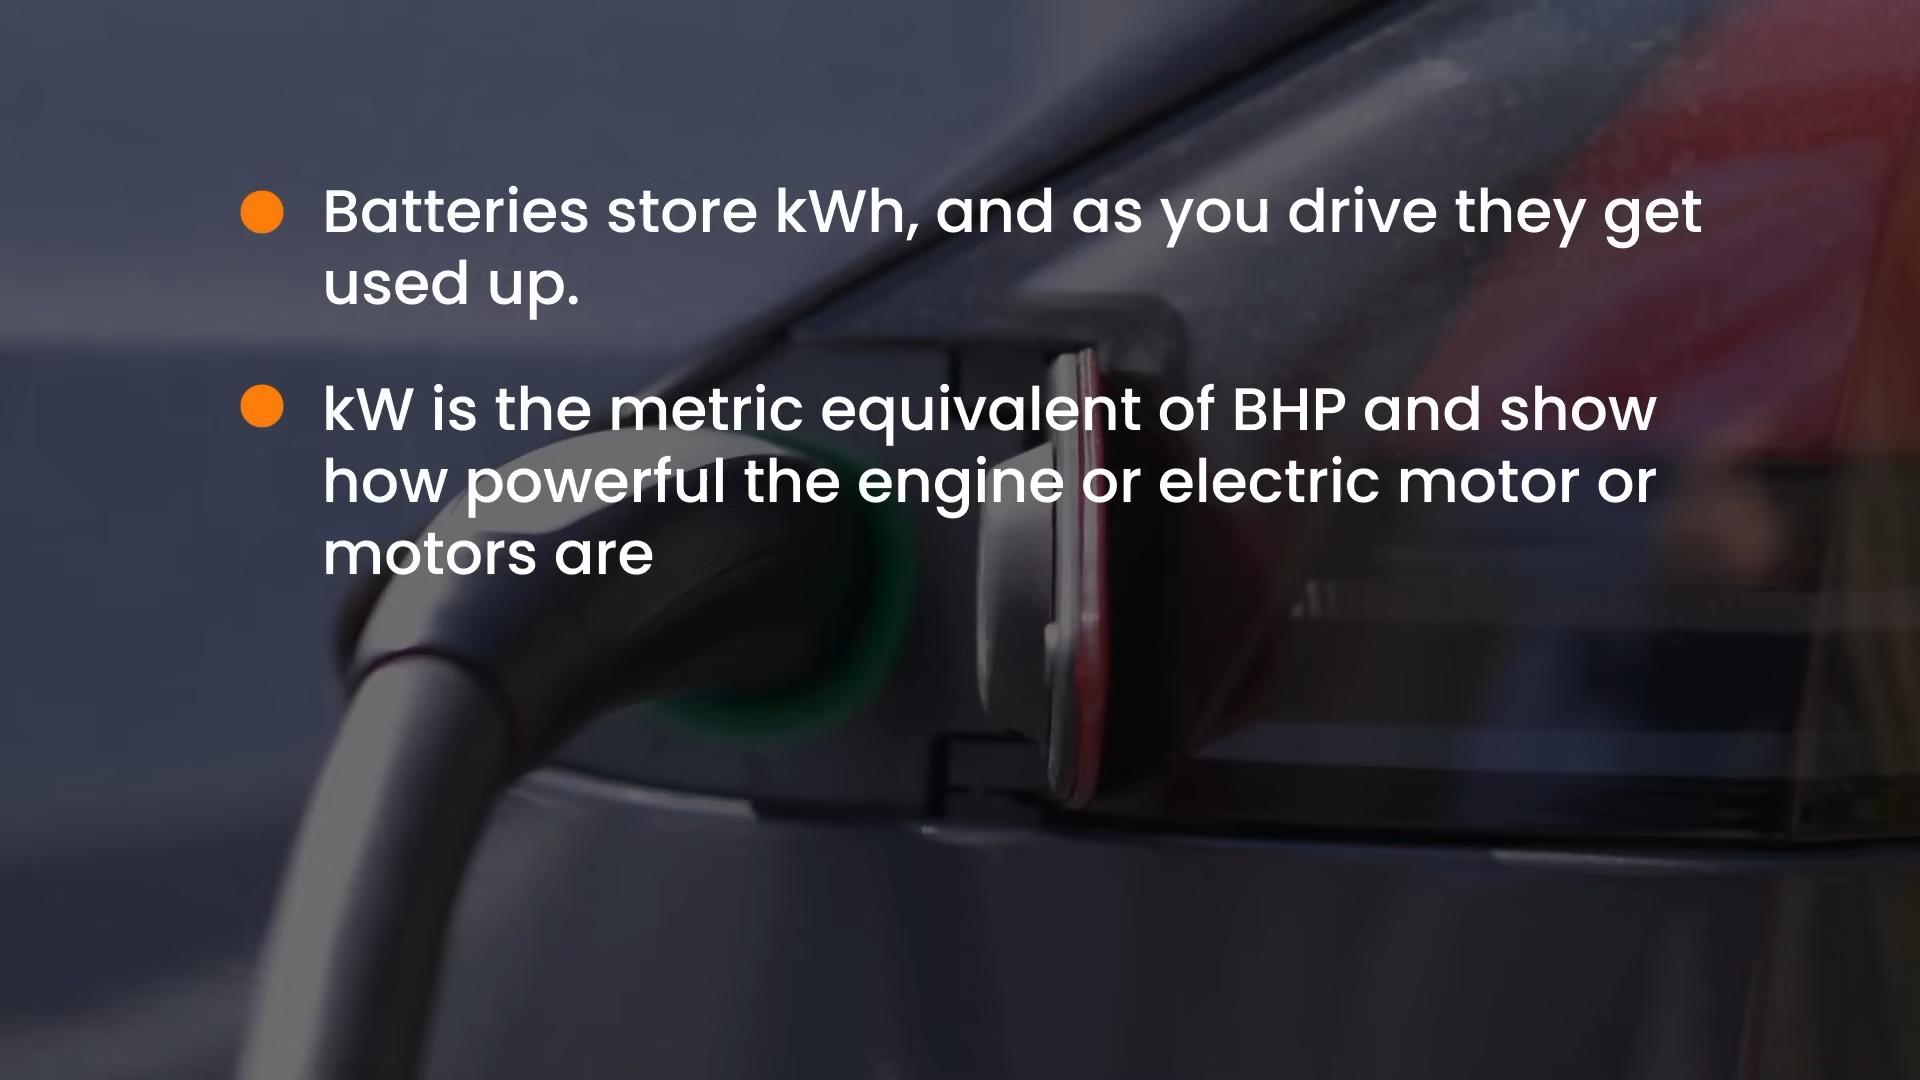 Batteries store kWh, and as you drive they get
used up.
kW is the metric equivalent of BHP and show
how powerful the engine or electric motor or
motors are